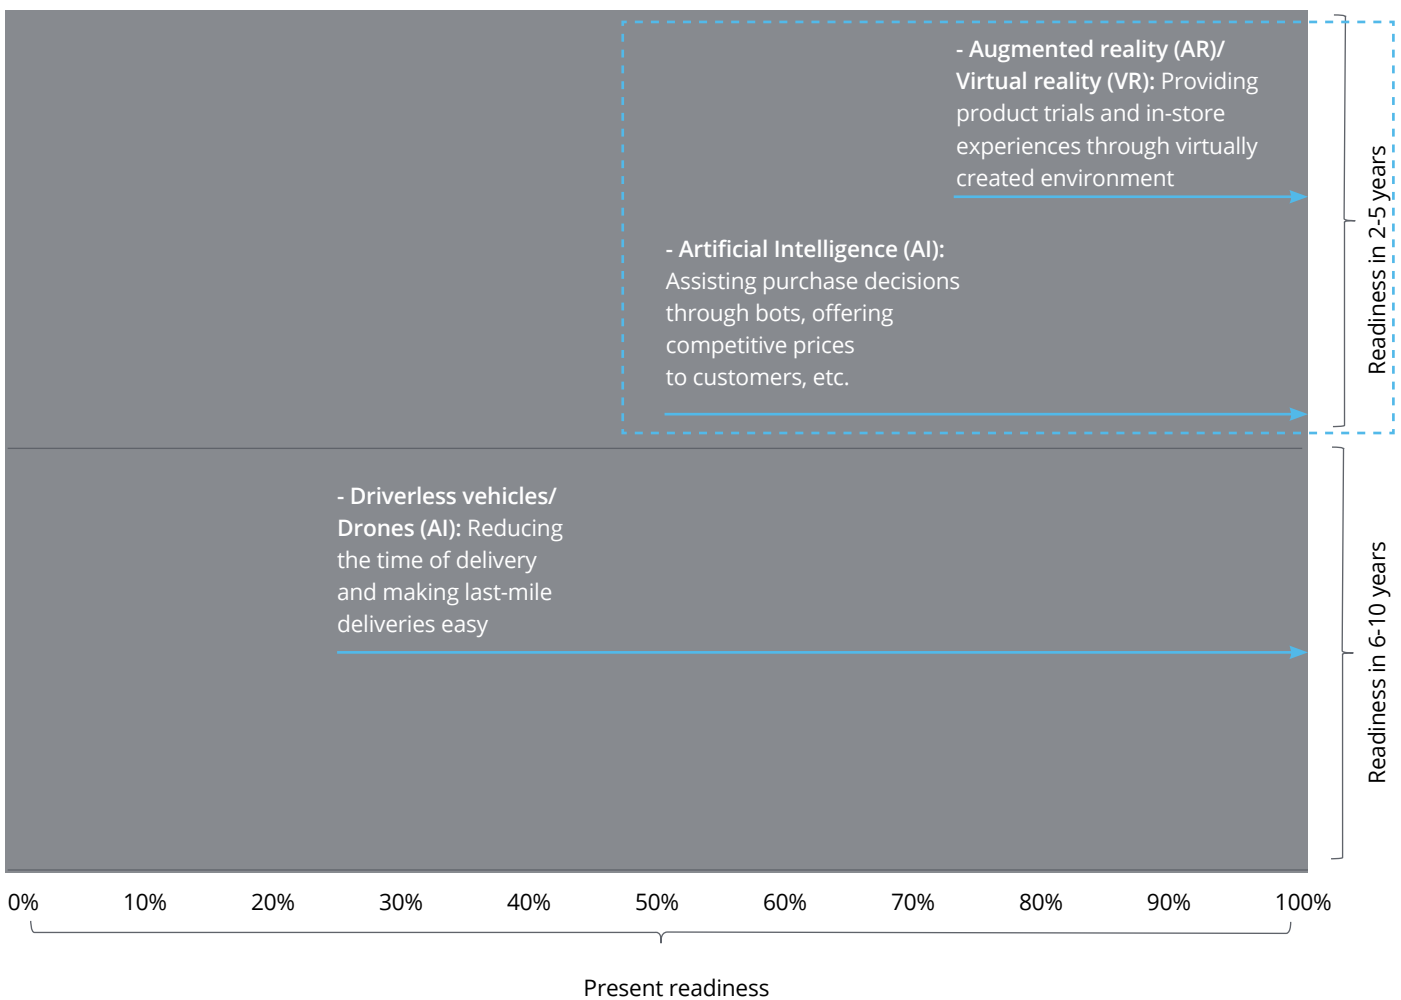 - Augmented reality (AR)/
Virtual reality (VR): Providing
product trials and in-store
experiences through virtually
created environment
Readiness in 2-5 years
- Artificial Intelligence (AI):
Assisting purchase decisions
through bots, offering
competitive prices
to customers, etc.
- Driverless vehicles/
Drones (AI): Reducing
the time of delivery
and making last-mile
deliveries easy
Readiness in 6-10 years
0% 10% 20% 30% 40% 50% 60% 70% 80% 90% 100%
Present readiness